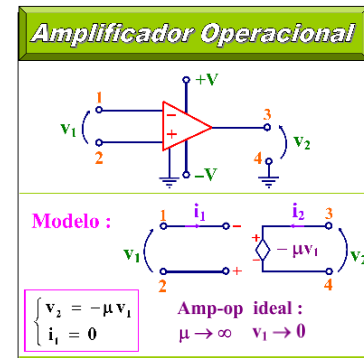 Amplificador Operacional
+V
1
−
v₁
+
3
v₂
2
4
−V
Modelo :
1 i₁ − i₂ 3
v₁ + − − μv₁ v₂
2 + 4
v₂ = −μ v₁
i₁ = 0
Amp-op ideal :
μ → ∞ v₁ → 0